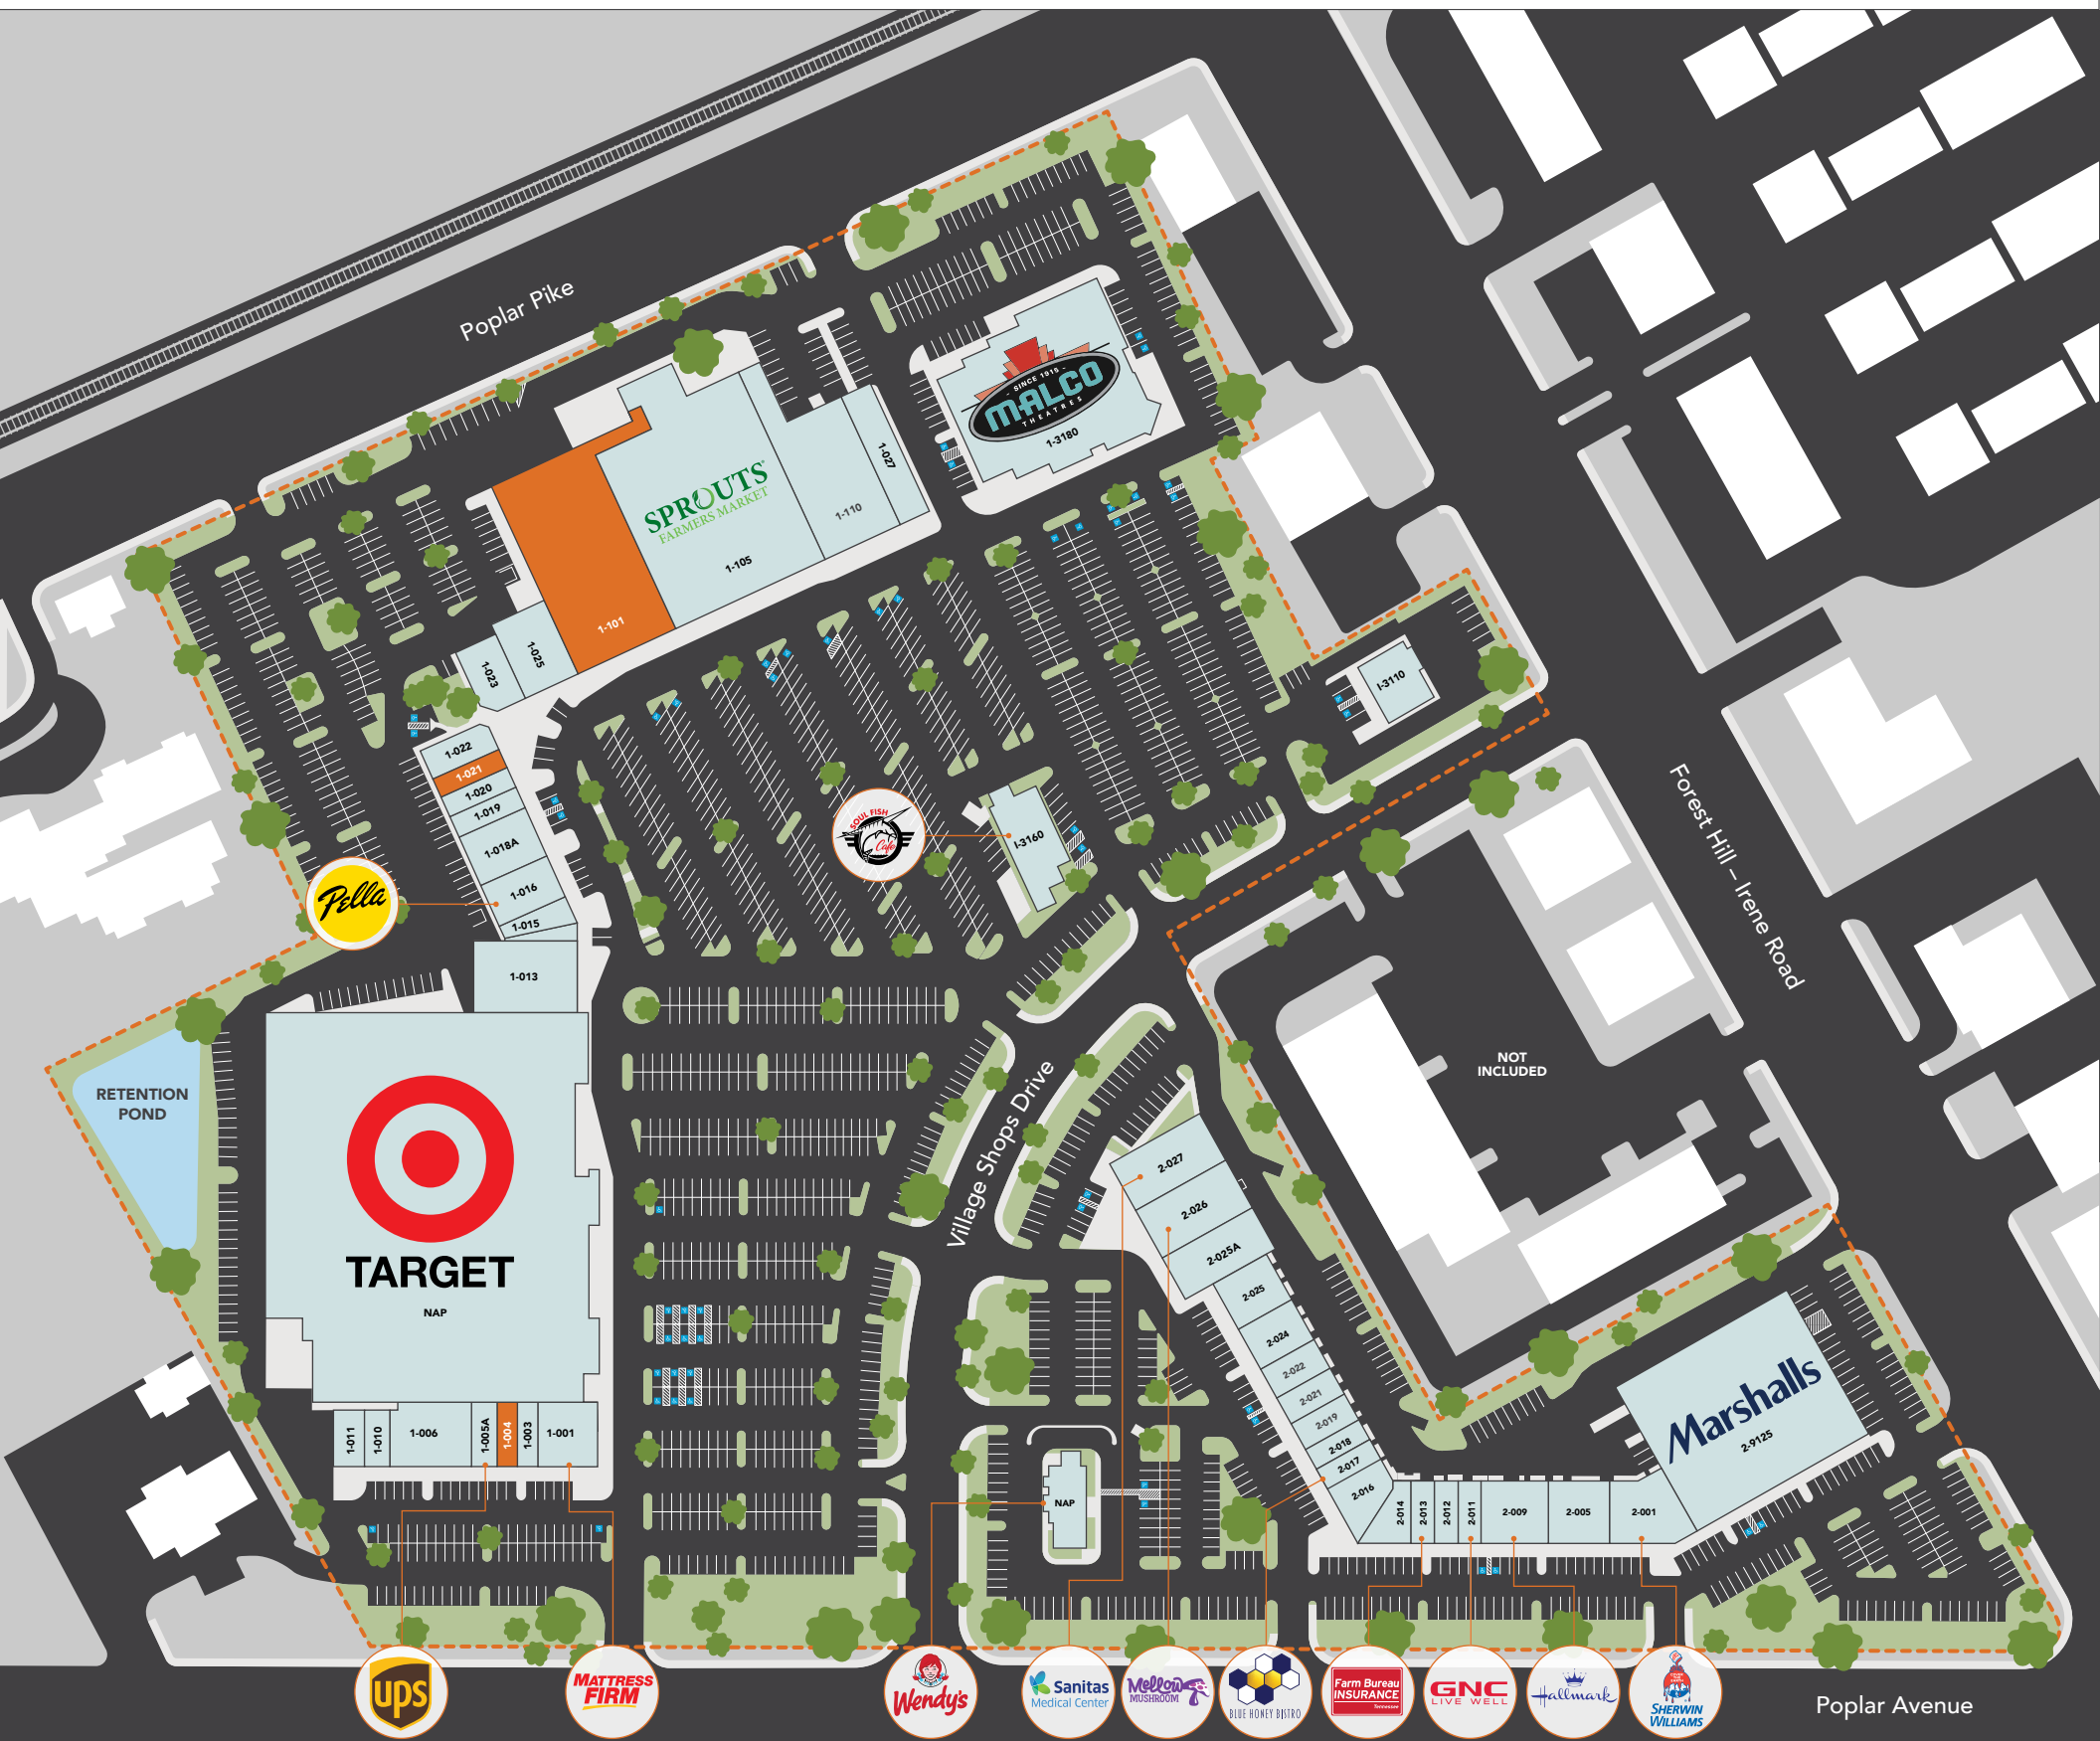 Poplar Pike
SINCE 1915
MALCO
THEATRES
1-3180
1-027
SPROUTS
FARMERS MARKET
1-110
1-105
1-101
1-025
1-023
I-3110
1-022
1-021
1-020
1-019
1-018A
1-016
1-015
1-013
Pella
SOUL FISH
Cafe
I-3160
Forest Hill – Irene Road
NOT
INCLUDED
RETENTION
POND
TARGET
NAP
Village Shops Drive
2-027
2-026
2-025A
2-025
2-024
2-022
2-021
2-019
2-018
2-017
2-016
Marshalls
2-9125
1-011
1-010
1-006
1-005A
1-004
1-003
1-001
NAP
2-014
2-013
2-012
2-011
2-009
2-005
2-001
ups
MATTRESS
FIRM
Wendy's
Sanitas
Medical Center
Mellow
MUSHROOM
BLUE HONEY BISTRO
Farm Bureau
INSURANCE
Tennessee
GNC
LIVE WELL
Hallmark
SHERWIN
WILLIAMS
Poplar Avenue